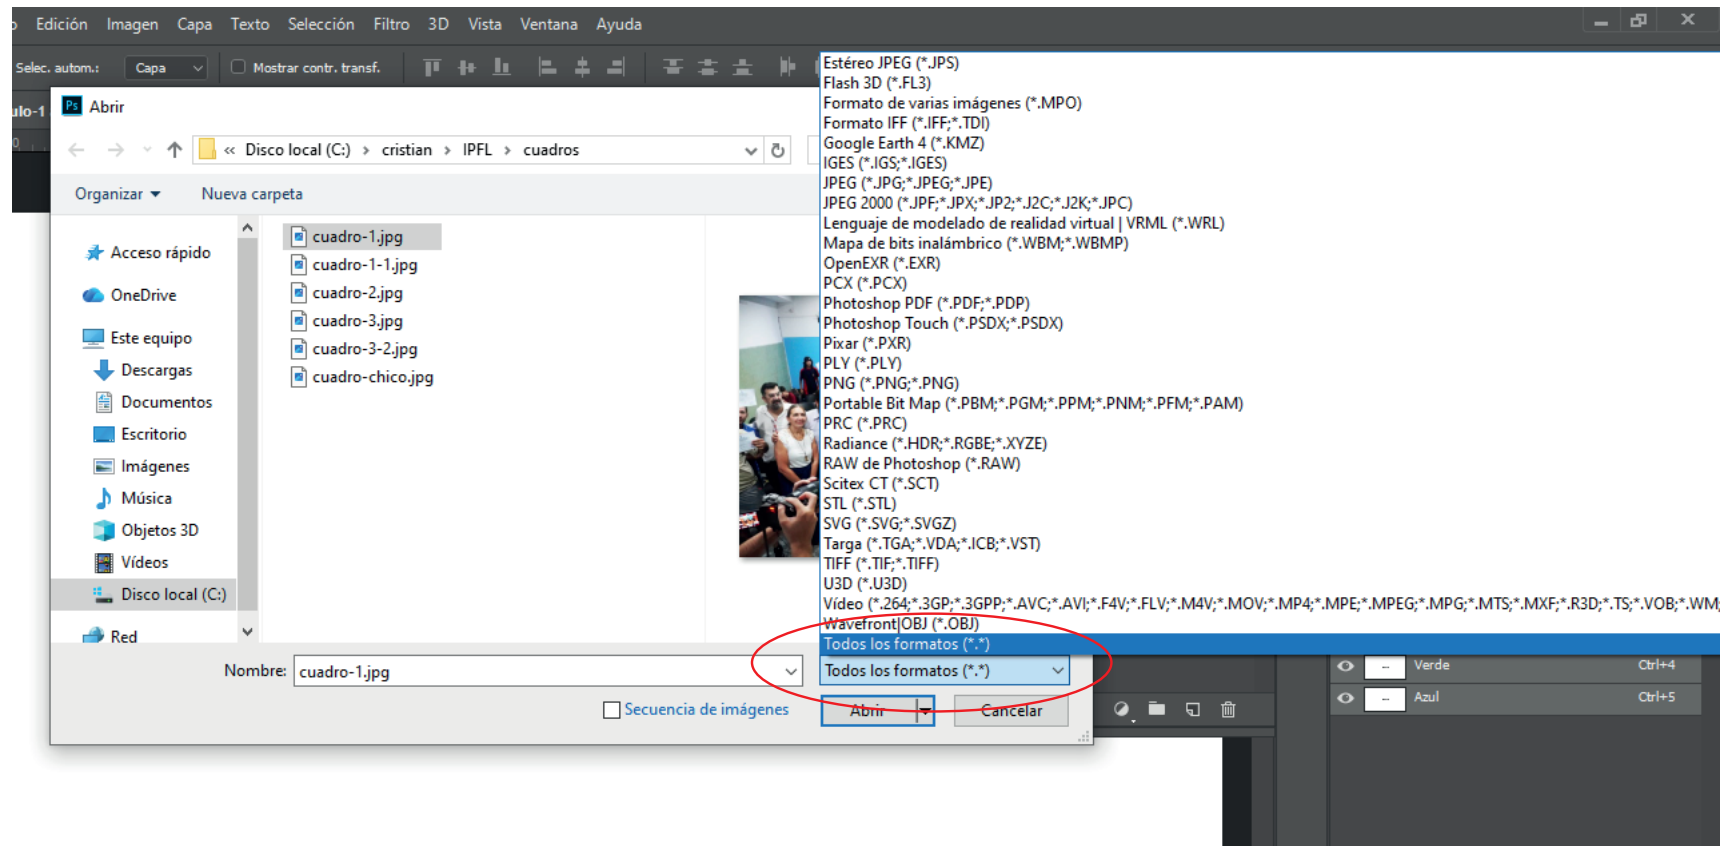 Edición Imagen Capa Texto Selección Filtro 3D Vista Ventana Ayuda
Selec. autom.: Capa Mostrar contr. transf.
ulo-1
0
Abrir
« Disco local (C:) › cristian › IPFL › cuadros
Organizar Nueva carpeta
Acceso rápido
OneDrive
Este equipo
Descargas
Documentos
Escritorio
Imágenes
Música
Objetos 3D
Vídeos
Disco local (C:)
Red
cuadro-1.jpg
cuadro-1-1.jpg
cuadro-2.jpg
cuadro-3.jpg
cuadro-3-2.jpg
cuadro-chico.jpg
Estéreo JPEG (*.JPS)
Flash 3D (*.FL3)
Formato de varias imágenes (*.MPO)
Formato IFF (*.IFF;*.TDI)
Google Earth 4 (*.KMZ)
IGES (*.IGS;*.IGES)
JPEG (*.JPG;*.JPEG;*.JPE)
JPEG 2000 (*.JPF;*.JPX;*.JP2;*.J2C;*.J2K;*.JPC)
Lenguaje de modelado de realidad virtual | VRML (*.WRL)
Mapa de bits inalámbrico (*.WBM;*.WBMP)
OpenEXR (*.EXR)
PCX (*.PCX)
Photoshop PDF (*.PDF;*.PDP)
Photoshop Touch (*.PSDX;*.PSDX)
Pixar (*.PXR)
PLY (*.PLY)
PNG (*.PNG;*.PNG)
Portable Bit Map (*.PBM;*.PGM;*.PPM;*.PNM;*.PFM;*.PAM)
PRC (*.PRC)
Radiance (*.HDR;*.RGBE;*.XYZE)
RAW de Photoshop (*.RAW)
Scitex CT (*.SCT)
STL (*.STL)
SVG (*.SVG;*.SVGZ)
Targa (*.TGA;*.VDA;*.ICB;*.VST)
TIFF (*.TIF;*.TIFF)
U3D (*.U3D)
Vídeo (*.264;*.3GP;*.3GPP;*.AVC;*.AVI;*.F4V;*.FLV;*.M4V;*.MOV;*.MP4;*.MPE;*.MPEG;*.MPG;*.MTS;*.MXF;*.R3D;*.TS;*.VOB;*.WM;
Wavefront|OBJ (*.OBJ)
Todos los formatos (*.*)
Nombre: cuadro-1.jpg Todos los formatos (*.*)
Secuencia de imágenes Abrir Cancelar
Verde Ctrl+4
Azul Ctrl+5